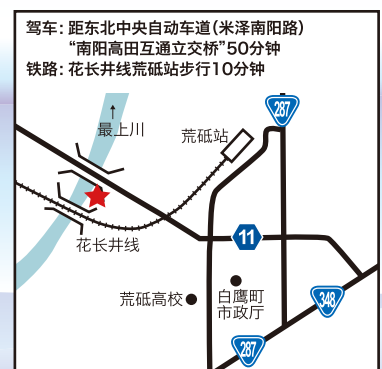 驾车: 距东北中央自动车道(米泽南阳路)
“南阳高田互通立交桥”50分钟
铁路: 花长井线荒砥站步行10分钟
287
↑
最上川
荒砥站
花长井线
11
荒砥高校
白鹰町
市政厅
348
287